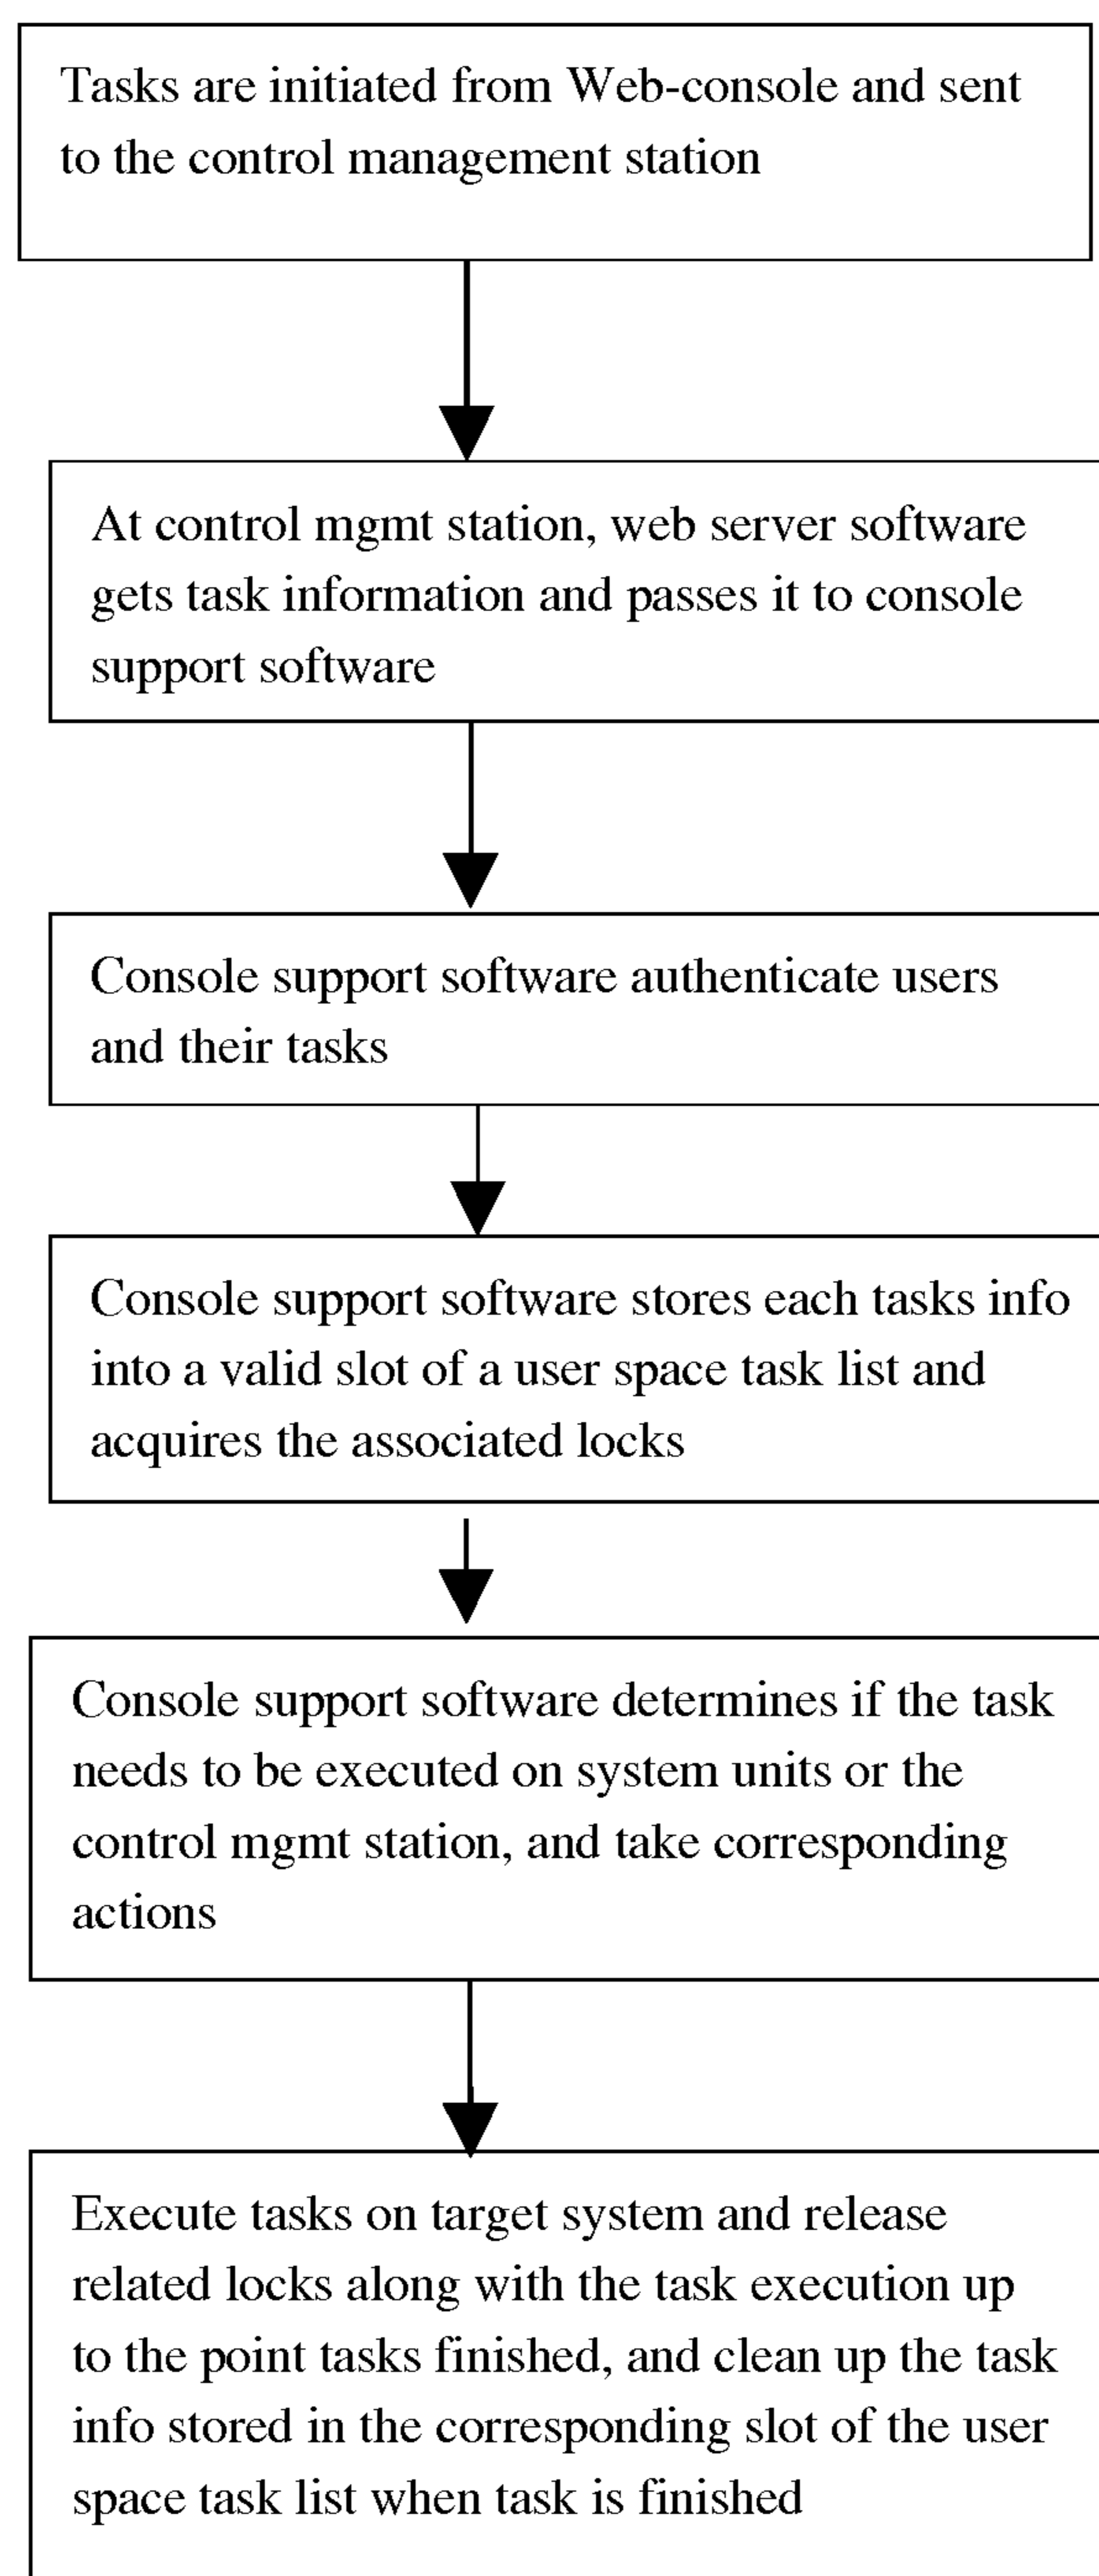 Tasks are initiated from Web-console and sent
to the control management station
At control mgmt station, web server software
gets task information and passes it to console
support software
Console support software authenticate users
and their tasks
Console support software stores each tasks info
into a valid slot of a user space task list and
acquires the associated locks
Console support software determines if the task
needs to be executed on system units or the
control mgmt station, and take corresponding
actions
Execute tasks on target system and release
related locks along with the task execution up
to the point tasks finished, and clean up the task
info stored in the corresponding slot of the user
space task list when task is finished